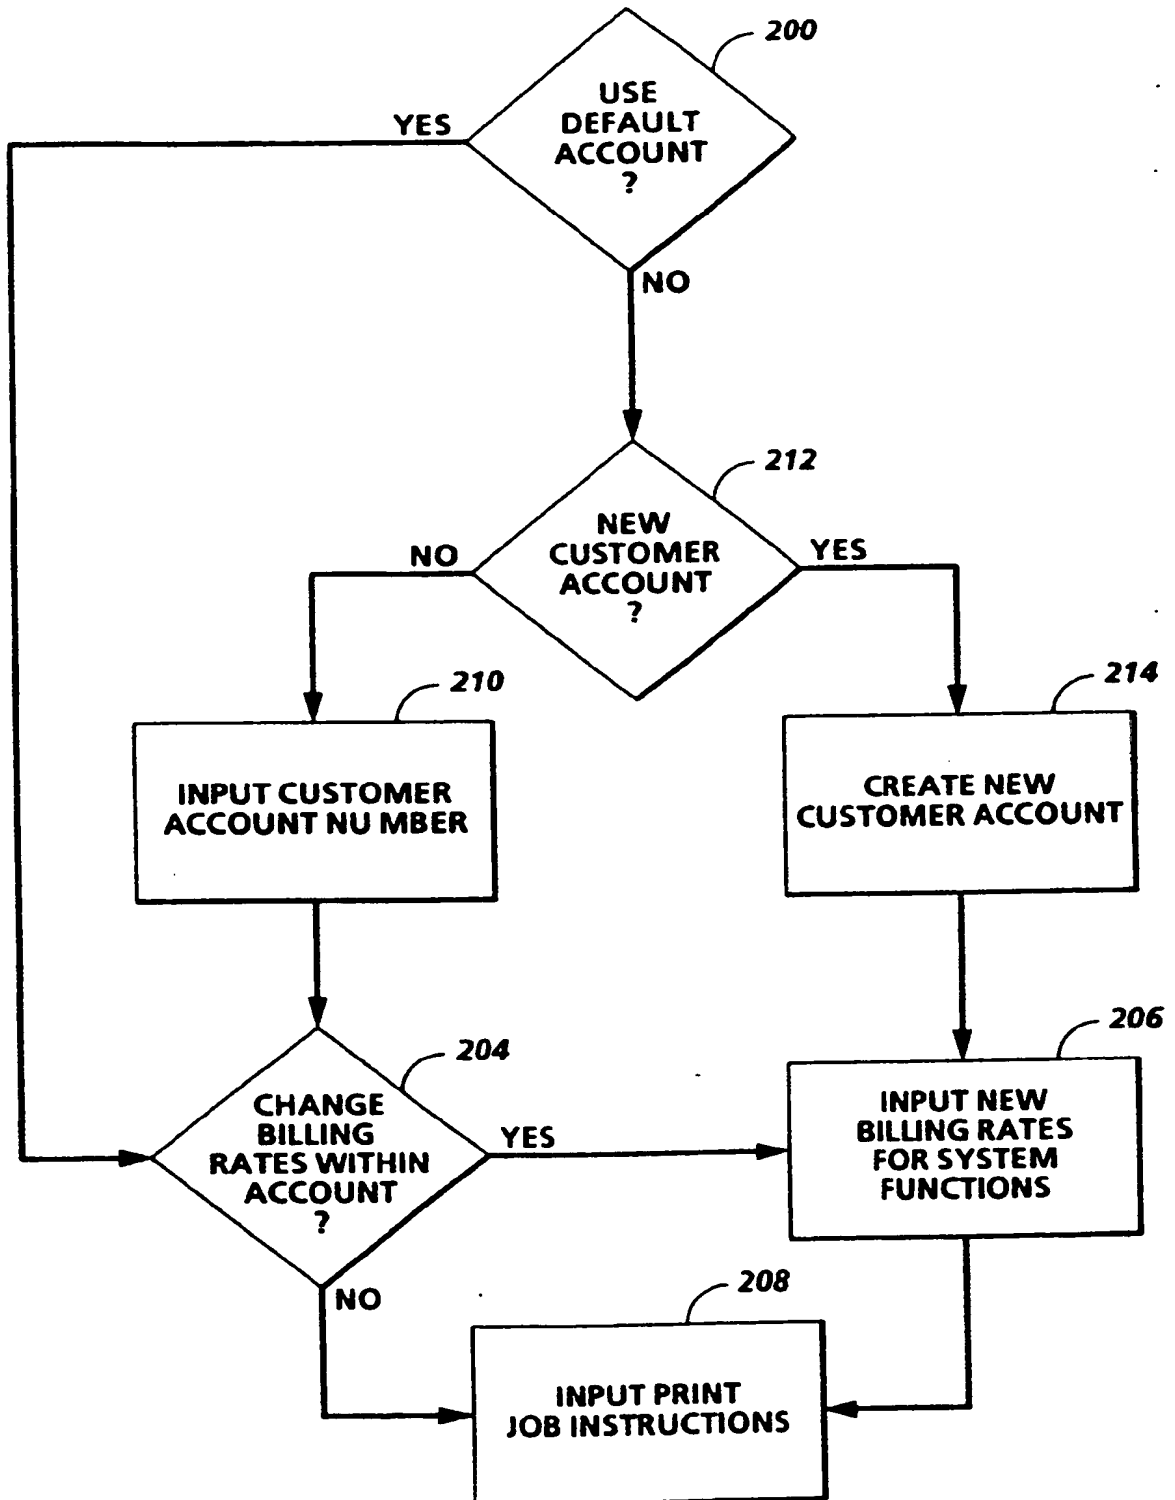 200
USE
DEFAULT
ACCOUNT
?
YES
NO
212
NEW
CUSTOMER
ACCOUNT
?
NO
YES
210
INPUT CUSTOMER
ACCOUNT NU MBER
214
CREATE NEW
CUSTOMER ACCOUNT
204
CHANGE
BILLING
RATES WITHIN
ACCOUNT
?
YES
NO
206
INPUT NEW
BILLING RATES
FOR SYSTEM
FUNCTIONS
208
INPUT PRINT
JOB INSTRUCTIONS